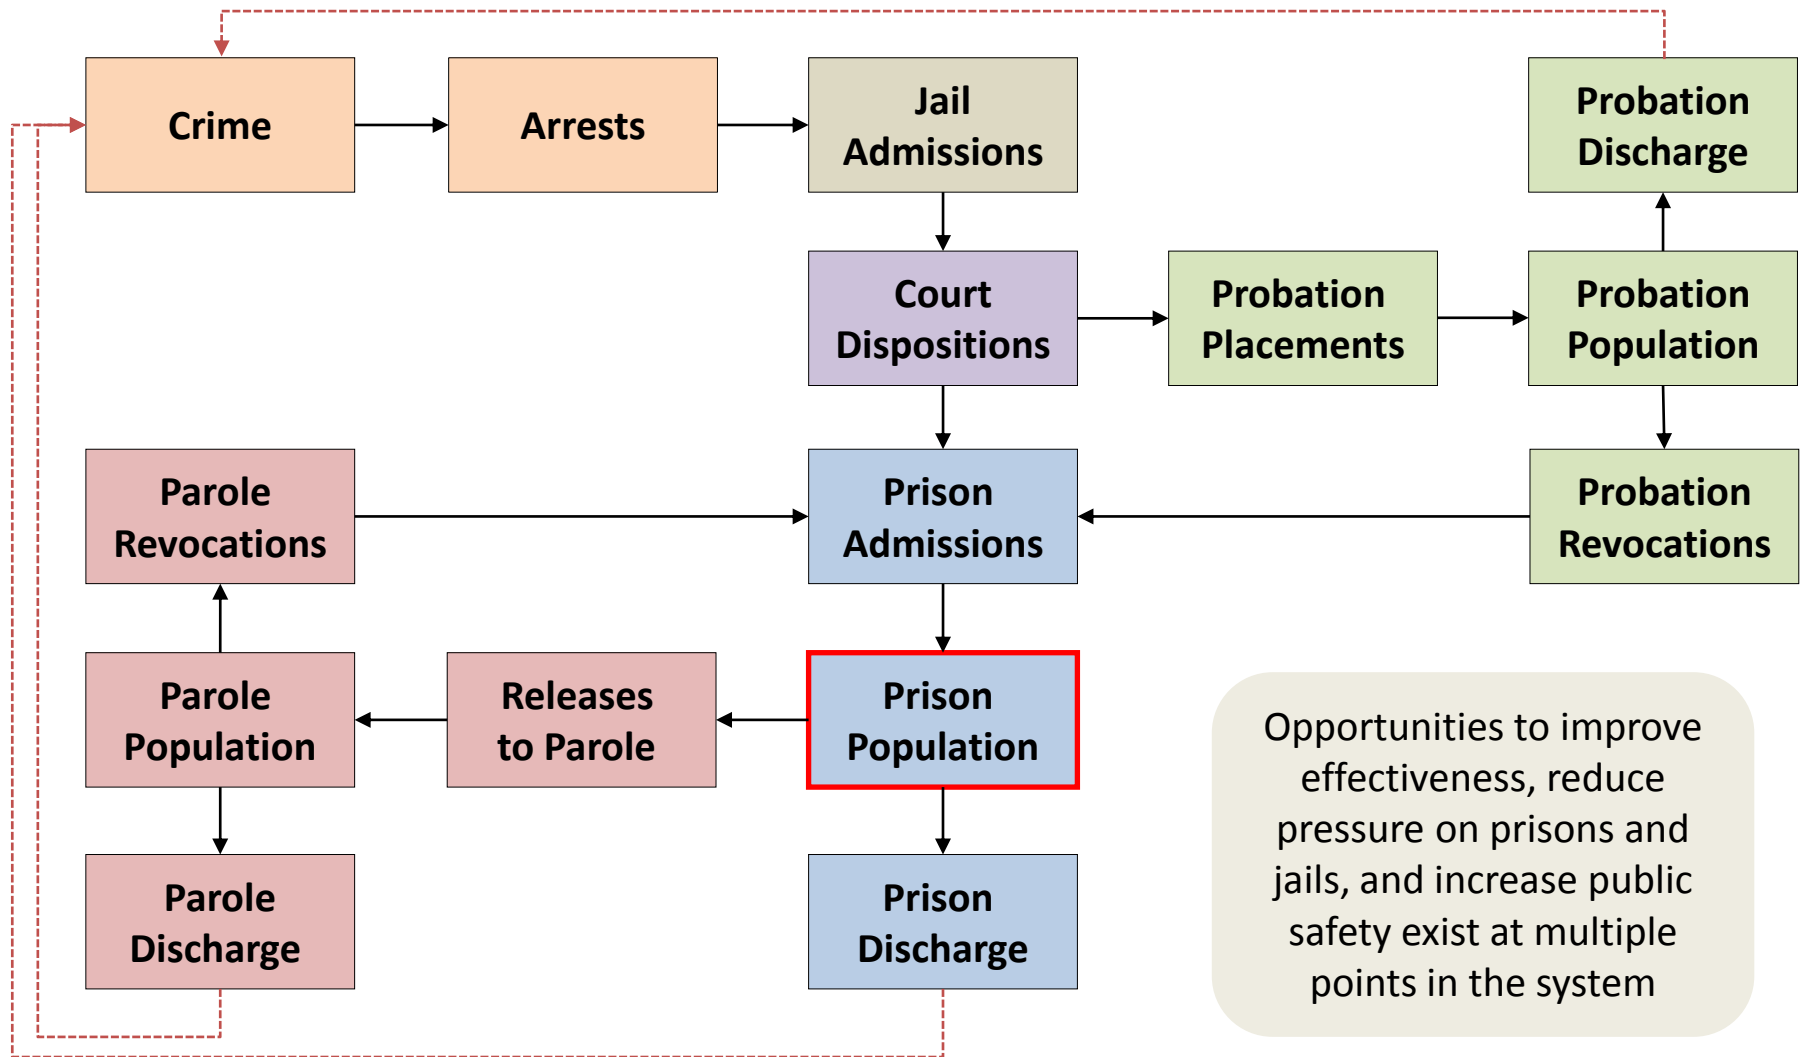 Crime
Arrests
Jail
Admissions
Probation
Discharge
Court
Dispositions
Probation
Placements
Probation
Population
Parole
Revocations
Prison
Admissions
Probation
Revocations
Parole
Population
Releases
to Parole
Prison
Population
Parole
Discharge
Prison
Discharge
Opportunities to improve
effectiveness, reduce
pressure on prisons and
jails, and increase public
safety exist at multiple
points in the system